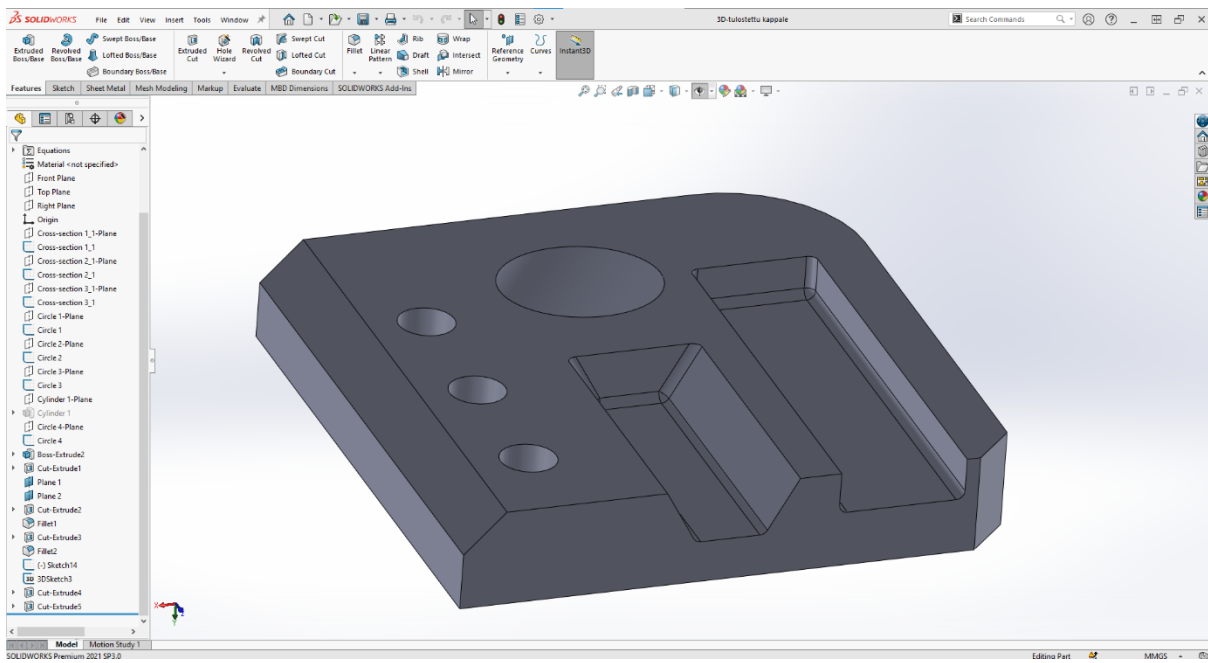 SOLIDWORKS File Edit View Insert Tools Window 3D-tulostettu kappale Search Commands
Extruded Boss/Base Revolved Boss/Base Swept Boss/Base Lofted Boss/Base Boundary Boss/Base Extruded Cut Hole Wizard Revolved Cut Swept Cut Lofted Cut Boundary Cut Fillet Linear Pattern Rib Draft Shell Wrap Intersect Mirror Reference Geometry Curves Instant3D
Features Sketch Sheet Metal Mesh Modeling Markup Evaluate MBD Dimensions SOLIDWORKS Add-Ins
Equations
Material <not specified>
Front Plane
Top Plane
Right Plane
Origin
Cross-section 1_1-Plane
Cross-section 1_1
Cross-section 2_1-Plane
Cross-section 2_1
Cross-section 3_1-Plane
Cross-section 3_1
Circle 1-Plane
Circle 1
Circle 2-Plane
Circle 2
Circle 3-Plane
Circle 3
Cylinder 1-Plane
Cylinder 1
Circle 4-Plane
Circle 4
Boss-Extrude2
Cut-Extrude1
Plane 1
Plane 2
Cut-Extrude2
Fillet1
Cut-Extrude3
Fillet2
(-) Sketch14
3DSketch3
Cut-Extrude4
Cut-Extrude5
X
Y
Model Motion Study 1
SOLIDWORKS Premium 2021 SP3.0 Editing Part MMGS